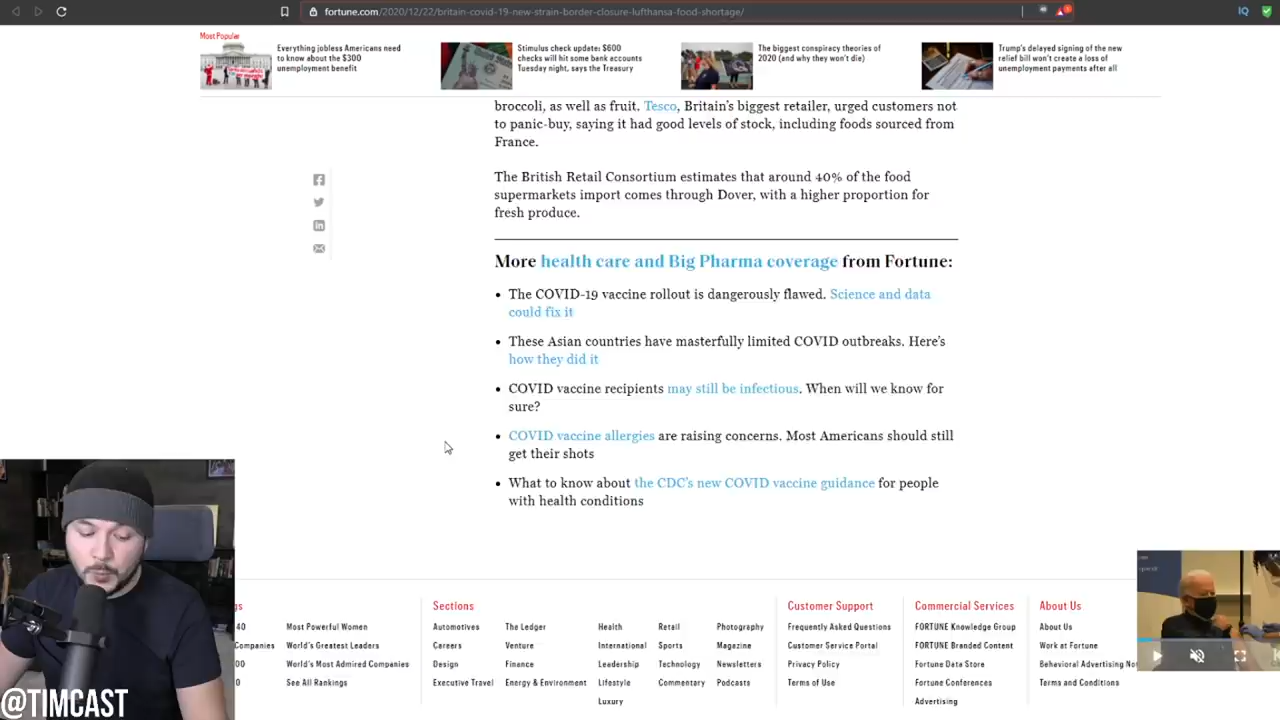 fortune.com/2020/12/22/britain-covid-19-new-strain-border-closure-lufthansa-food-shortage/
IQ
Most Popular
Everything jobless Americans need
to know about the $300
unemployment benefit
Stimulus check update: $600
checks will hit some bank accounts
Tuesday night, says the Treasury
The biggest conspiracy theories of
2020 (and why they won't die)
Trump's delayed signing of the new
relief bill won't create a loss of
unemployment payments after all
broccoli, as well as fruit. Tesco, Britain's biggest retailer, urged customers not
to panic-buy, saying it had good levels of stock, including foods sourced from
France.
The British Retail Consortium estimates that around 40% of the food
supermarkets import comes through Dover, with a higher proportion for
fresh produce.
More health care and Big Pharma coverage from Fortune:
• The COVID-19 vaccine rollout is dangerously flawed. Science and data
could fix it
• These Asian countries have masterfully limited COVID outbreaks. Here's
how they did it
• COVID vaccine recipients may still be infectious. When will we know for
sure?
• COVID vaccine allergies are raising concerns. Most Americans should still
get their shots
• What to know about the CDC's new COVID vaccine guidance for people
with health conditions
gs
40
Companies
00
0
Most Powerful Women
World's Greatest Leaders
World's Most Admired Companies
See All Rankings
Sections
Automotives
Careers
Design
Executive Travel
The Ledger
Venture
Finance
Energy & Environment
Health
International
Leadership
Lifestyle
Luxury
Retail
Sports
Technology
Commentary
Photography
Magazine
Newsletters
Podcasts
Customer Support
Frequently Asked Questions
Customer Service Portal
Privacy Policy
Terms of Use
Commercial Services
FORTUNE Knowledge Group
FORTUNE Branded Content
Fortune Data Store
Fortune Conferences
Advertising
About Us
About Us
Work at Fortune
Behavioral Advertising No
Terms and Conditions
@TIMCAST